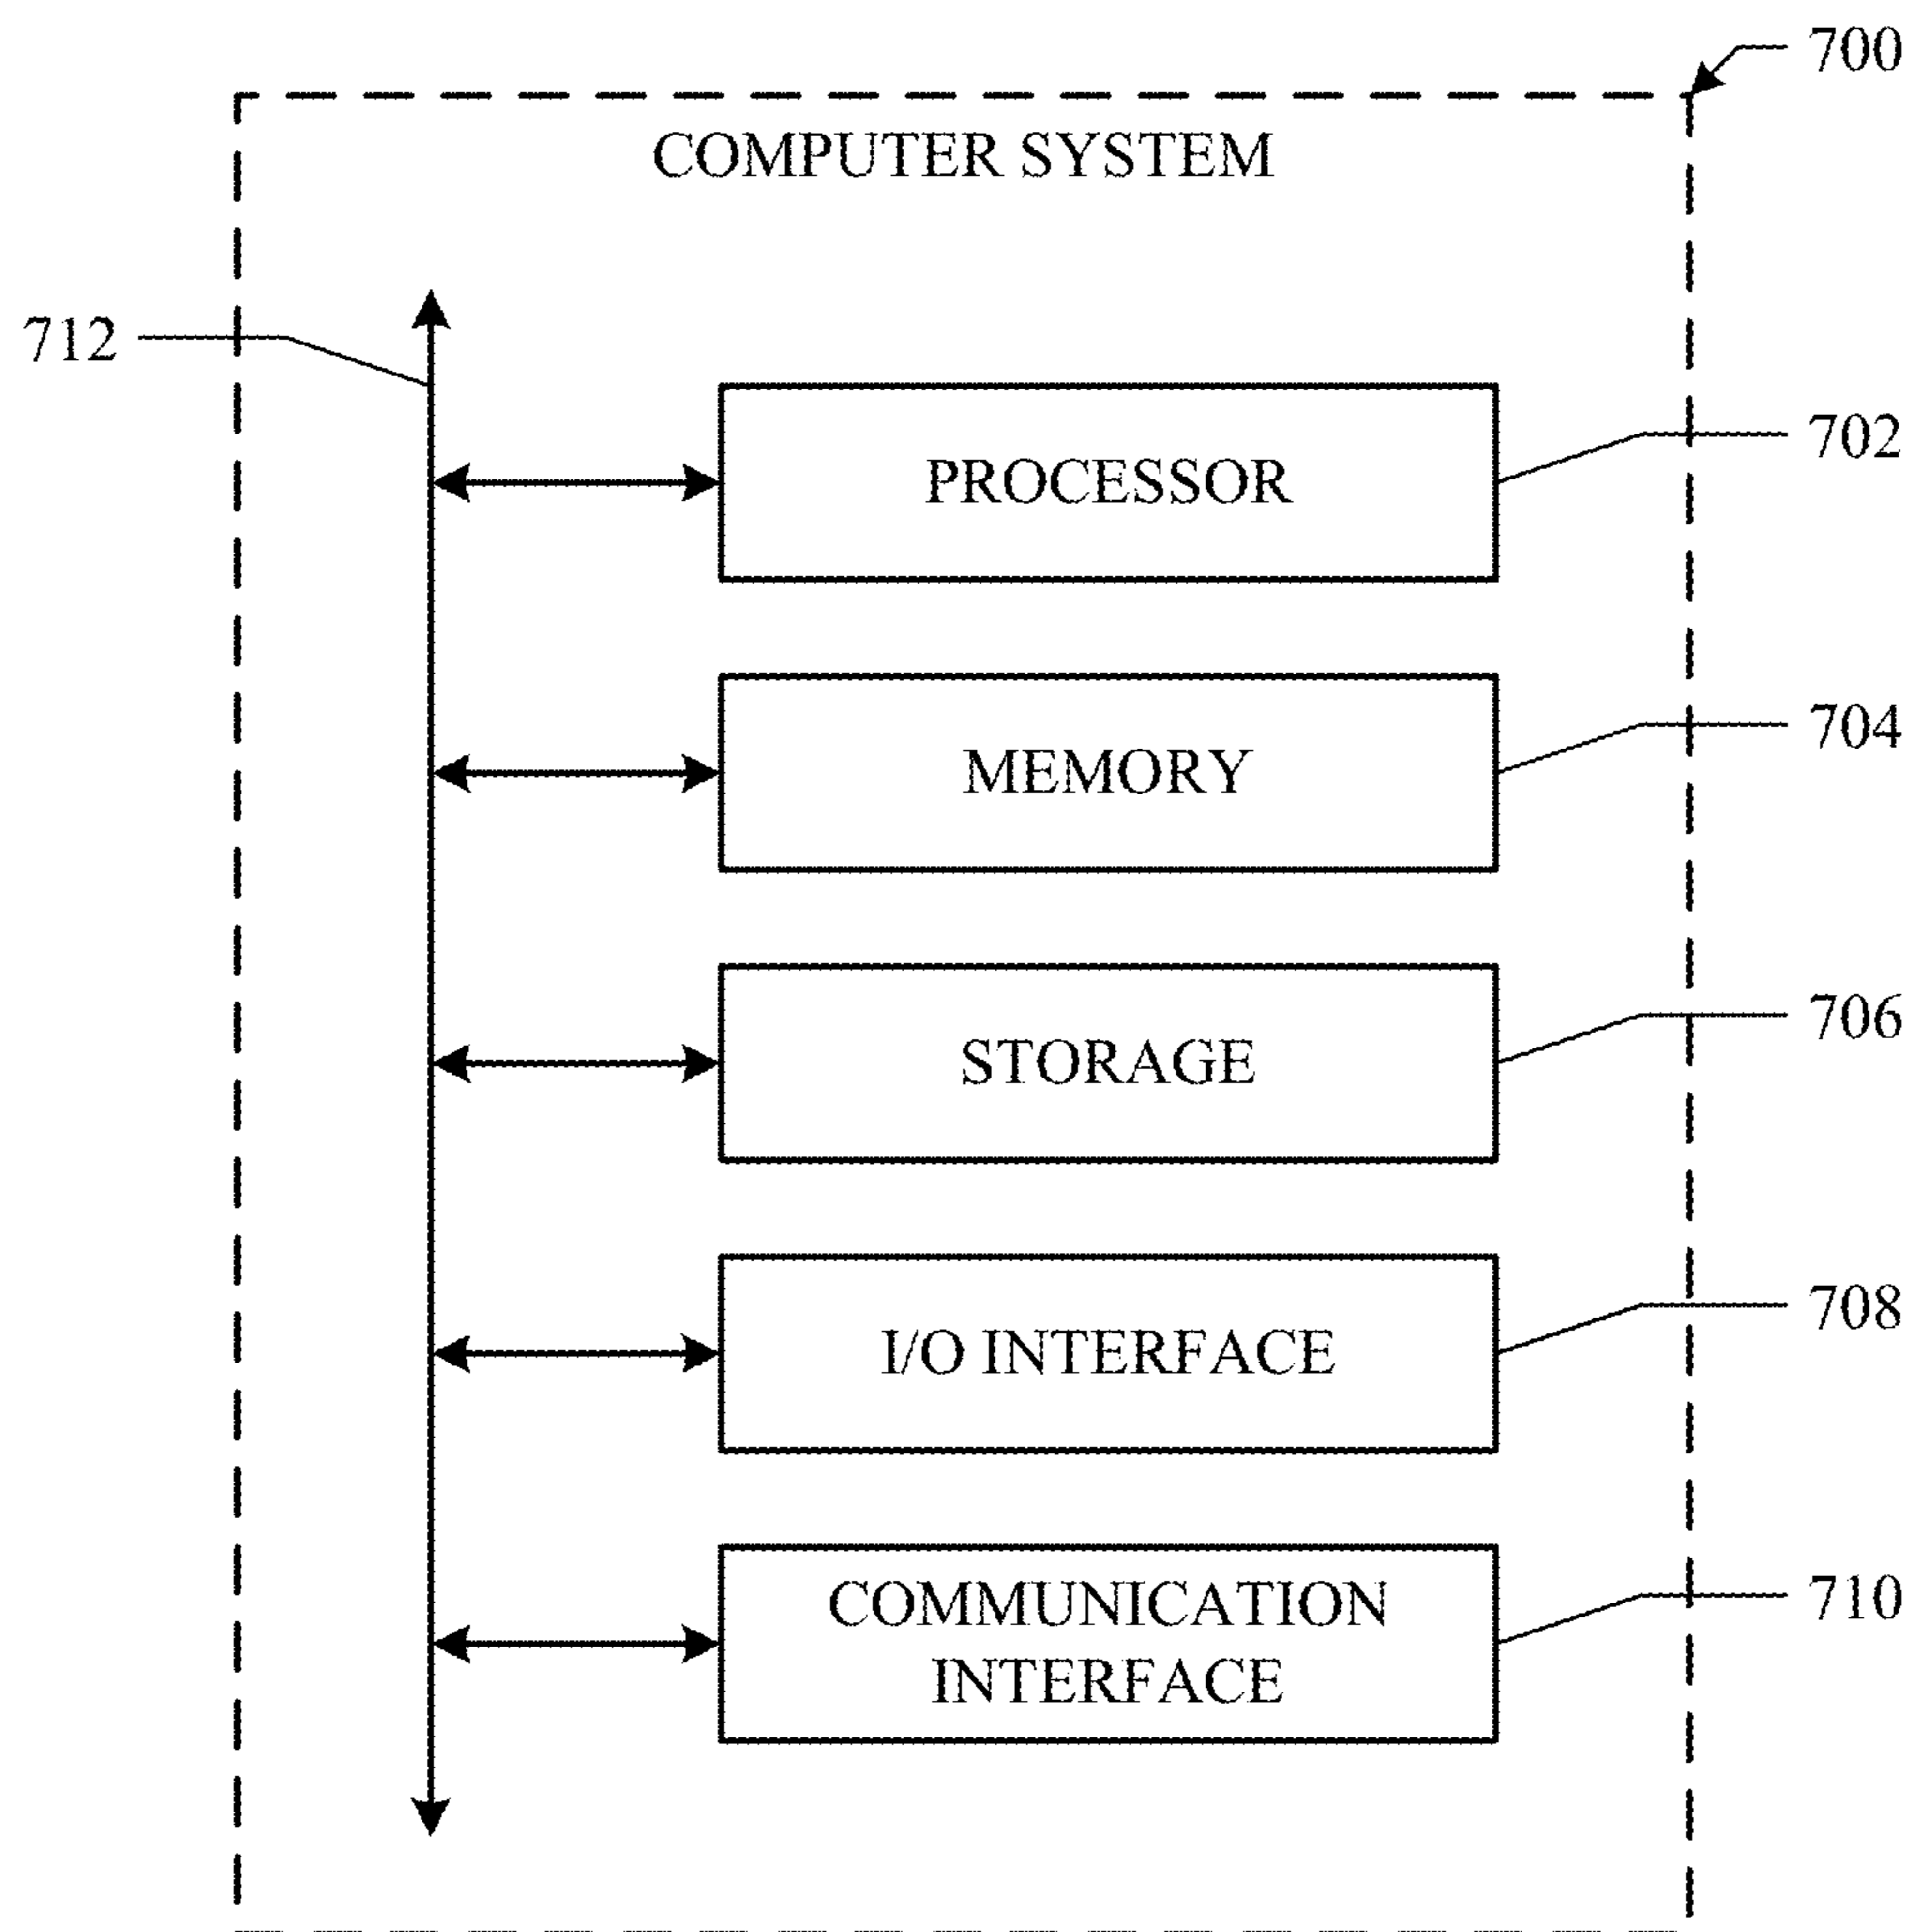 700
COMPUTER SYSTEM
712
702
PROCESSOR
704
MEMORY
706
STORAGE
708
I/O INTERFACE
710
COMMUNICATION
INTERFACE